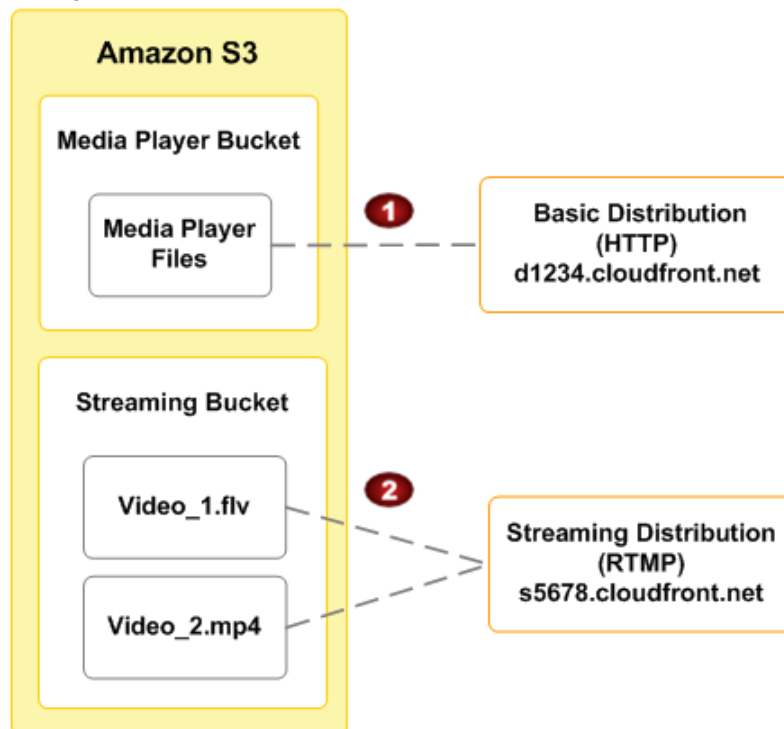 Amazon S3
Media Player Bucket
Media Player
Files
1
Basic Distribution
(HTTP)
d1234.cloudfront.net
Streaming Bucket
Video_1.flv
2
Video_2.mp4
Streaming Distribution
(RTMP)
s5678.cloudfront.net